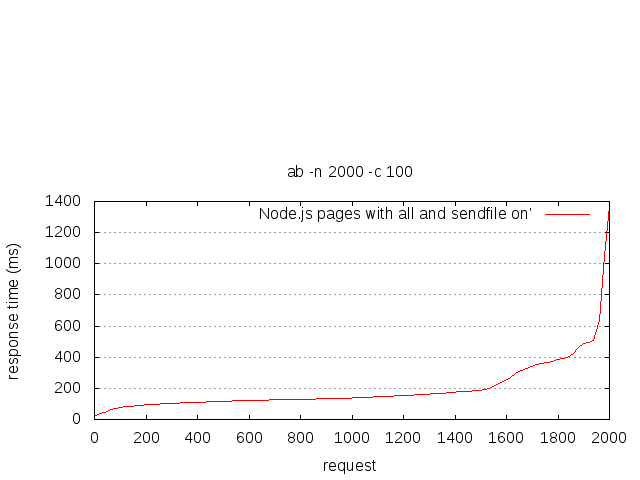 ab -n 2000 -c 100
Node.js pages with all and sendfile on'
1400
1200
1000
800
600
400
200
0
response time (ms)
0 200 400 600 800 1000 1200 1400 1600 1800 2000
request